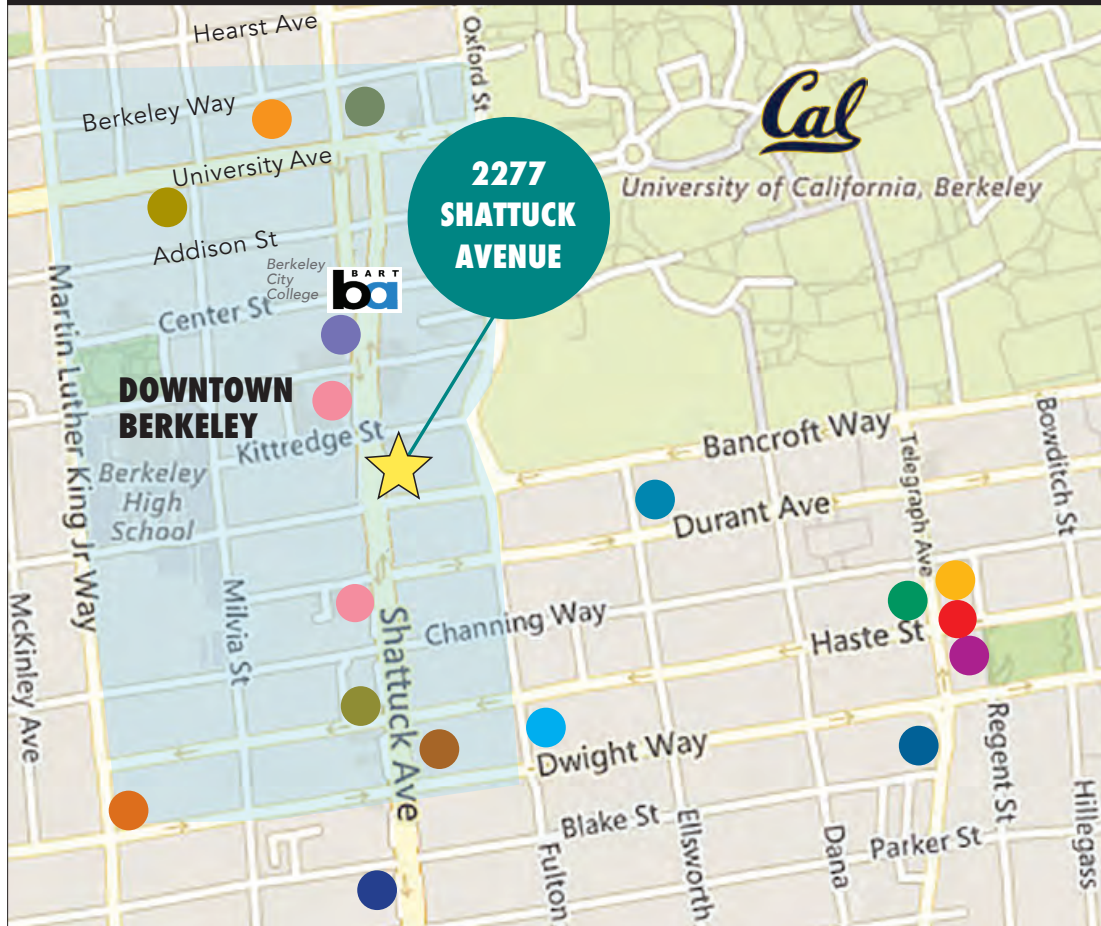 Hearst Ave
Oxford St
Berkeley Way
Cal
University Ave
2277
SHATTUCK
AVENUE
University of California, Berkeley
Addison St
Berkeley
City
College
BART
ba
Martin Luther King Jr Way
Center St
DOWNTOWN
BERKELEY
Kittredge St
Bancroft Way
Telegraph Ave
Bowditch St
Berkeley
High
School
Durant Ave
McKinley Ave
Milvia St
Shattuck Ave
Channing Way
Haste St
Dwight Way
Regent St
Blake St
Ellsworth
Fulton
Dana
Parker St
Hillegass